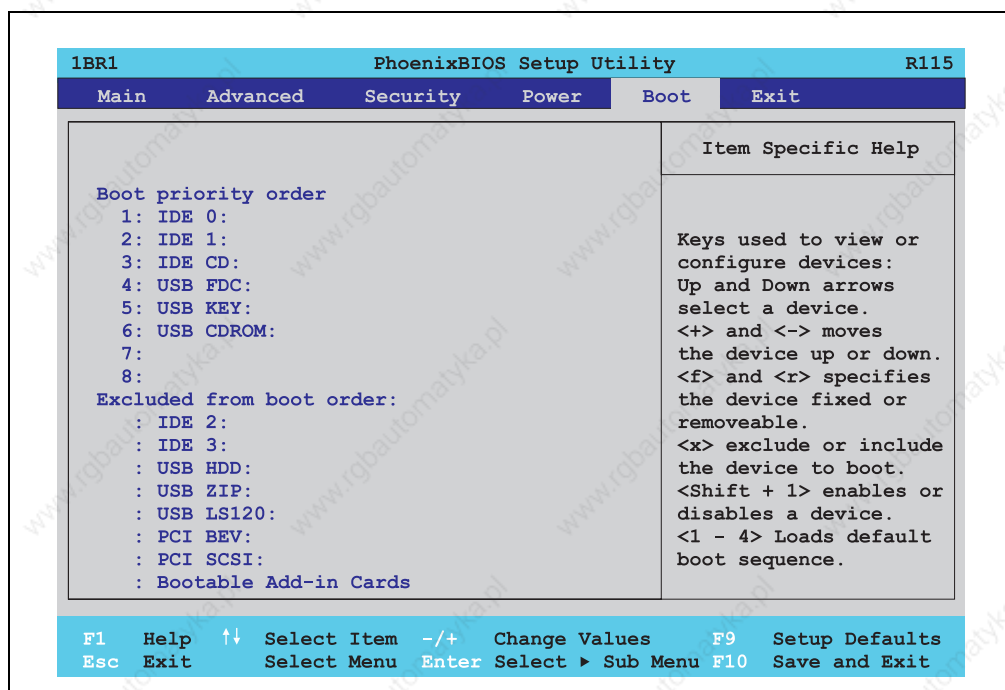 1BR1 PhoenixBIOS Setup Utility R115
Main Advanced Security Power Boot Exit
Item Specific Help
Boot priority order
1: IDE 0:
2: IDE 1:
3: IDE CD:
4: USB FDC:
5: USB KEY:
6: USB CDROM:
7:
8:
Excluded from boot order:
: IDE 2:
: IDE 3:
: USB HDD:
: USB ZIP:
: USB LS120:
: PCI BEV:
: PCI SCSI:
: Bootable Add-in Cards
Keys used to view or
configure devices:
Up and Down arrows
select a device.
<+> and <-> moves
the device up or down.
<f> and <r> specifies
the device fixed or
removeable.
<x> exclude or include
the device to boot.
<Shift + 1> enables or
disables a device.
<1 - 4> Loads default
boot sequence.
F1 Help ↑↓ Select Item -/+ Change Values F9 Setup Defaults
Esc Exit Select Menu Enter Select ▶ Sub Menu F10 Save and Exit
www.rgbautomatyka.pl